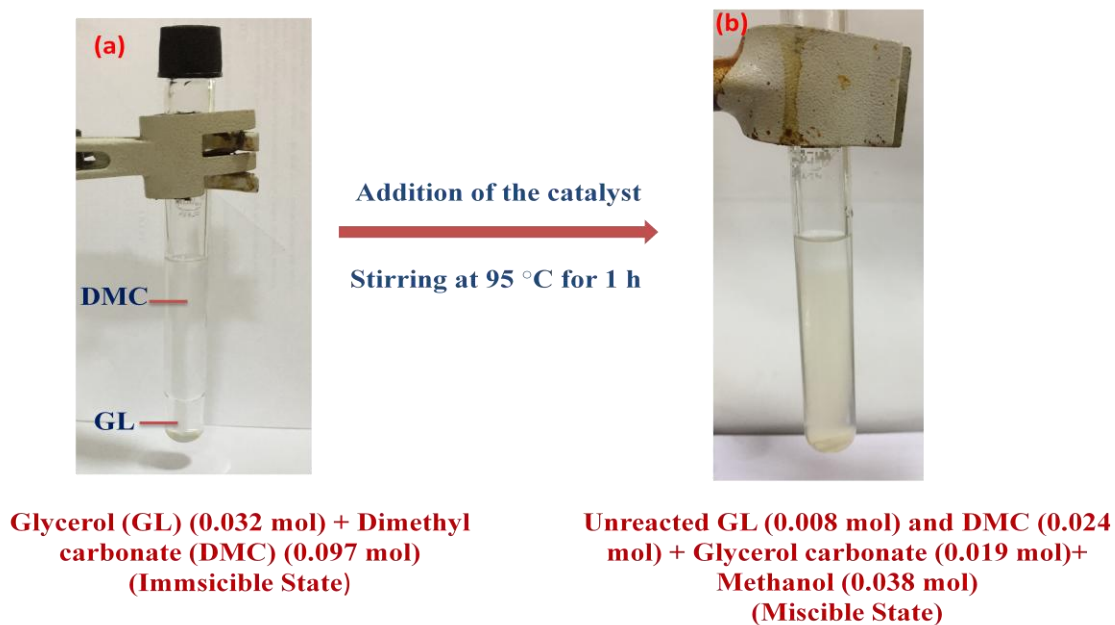 (a)
(b)
Addition of the catalyst
Stirring at 95 °C for 1 h
DMC
GL
Glycerol (GL) (0.032 mol) + Dimethyl
carbonate (DMC) (0.097 mol)
(Immsicible State)
Unreacted GL (0.008 mol) and DMC (0.024
mol) + Glycerol carbonate (0.019 mol)+
Methanol (0.038 mol)
(Miscible State)